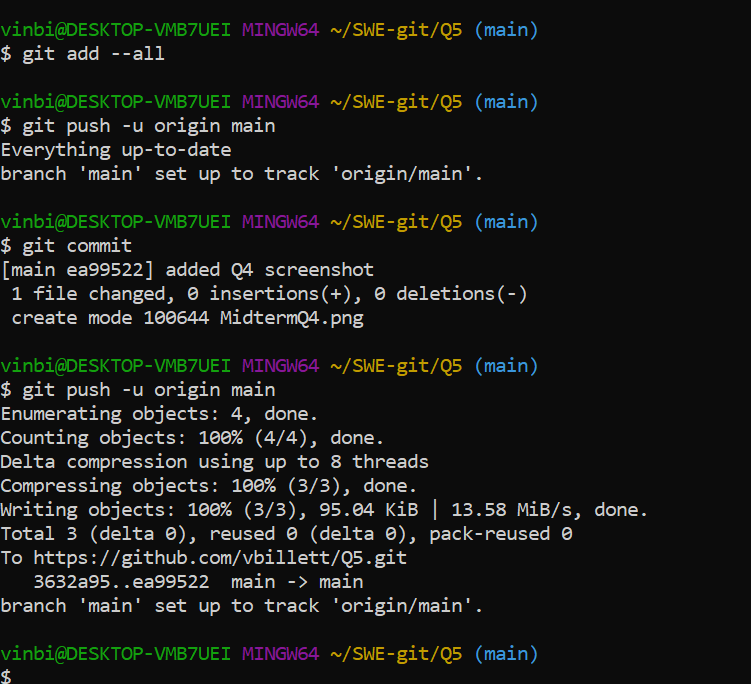 vinbi@DESKTOP-VMB7UEI MINGW64 ~/SWE-git/Q5 (main)
$ git add --all
vinbi@DESKTOP-VMB7UEI MINGW64 ~/SWE-git/Q5 (main)
$ git push -u origin main
Everything up-to-date
branch 'main' set up to track 'origin/main'.
vinbi@DESKTOP-VMB7UEI MINGW64 ~/SWE-git/Q5 (main)
$ git commit
[main ea99522] added Q4 screenshot
 1 file changed, 0 insertions(+), 0 deletions(-)
 create mode 100644 MidtermQ4.png
vinbi@DESKTOP-VMB7UEI MINGW64 ~/SWE-git/Q5 (main)
$ git push -u origin main
Enumerating objects: 4, done.
Counting objects: 100% (4/4), done.
Delta compression using up to 8 threads
Compressing objects: 100% (3/3), done.
Writing objects: 100% (3/3), 95.04 KiB | 13.58 MiB/s, done.
Total 3 (delta 0), reused 0 (delta 0), pack-reused 0
To https://github.com/vbillett/Q5.git
   3632a95..ea99522  main -> main
branch 'main' set up to track 'origin/main'.
vinbi@DESKTOP-VMB7UEI MINGW64 ~/SWE-git/Q5 (main)
$